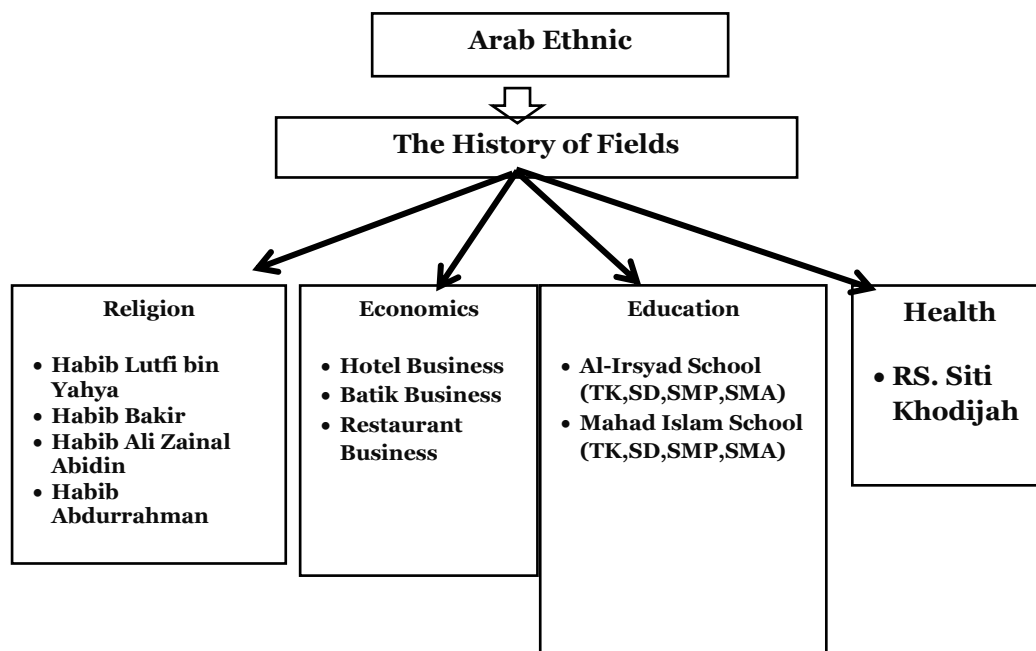 Arab Ethnic
The History of Fields
Religion
• Habib Lutfi bin
Yahya
• Habib Bakir
• Habib Ali Zainal
Abidin
• Habib
Abdurrahman
Economics
• Hotel Business
• Batik Business
• Restaurant
Business
Education
• Al-Irsyad School
(TK,SD,SMP,SMA)
• Mahad Islam School
(TK,SD,SMP,SMA)
Health
• RS. Siti
Khodijah